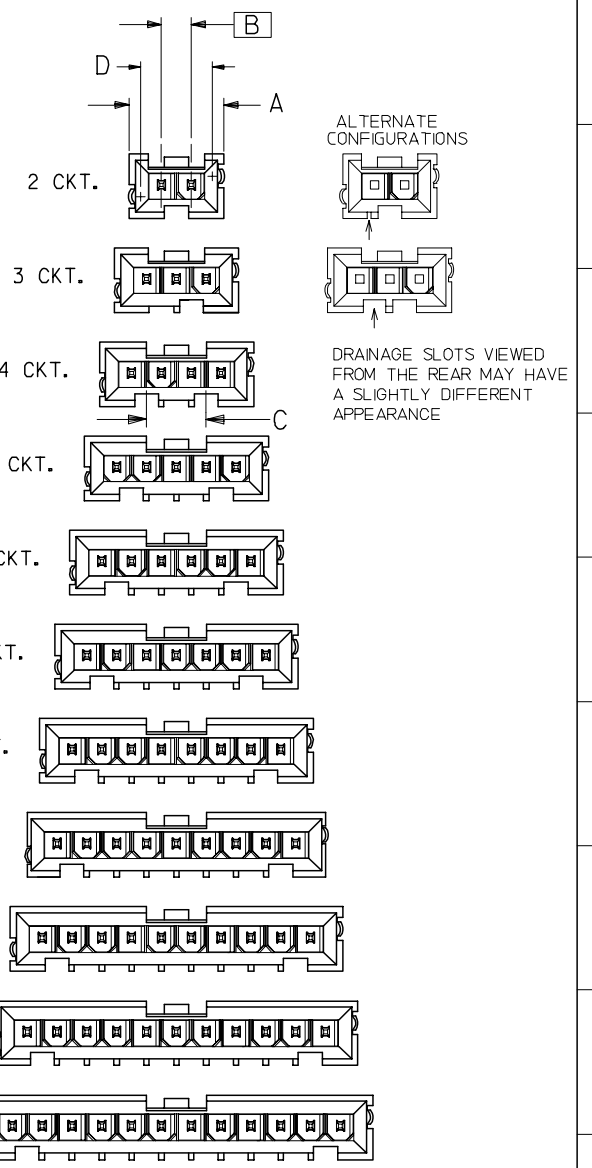 B
D
A
ALTERNATE
CONFIGURATIONS
2 CKT.
3 CKT.
4 CKT.
DRAINAGE SLOTS VIEWED
FROM THE REAR MAY HAVE
A SLIGHTLY DIFFERENT
APPEARANCE
C
CKT.
CKT.